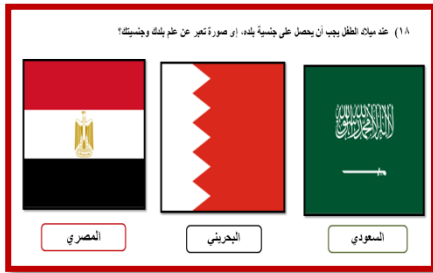 ١٨) عند ميلاد الطفل يجب أن يحصل على جنسية بلده، إى صورة تعبر عن علم بلدك وجنسيتك؟
السعودي
البحريني
المصري